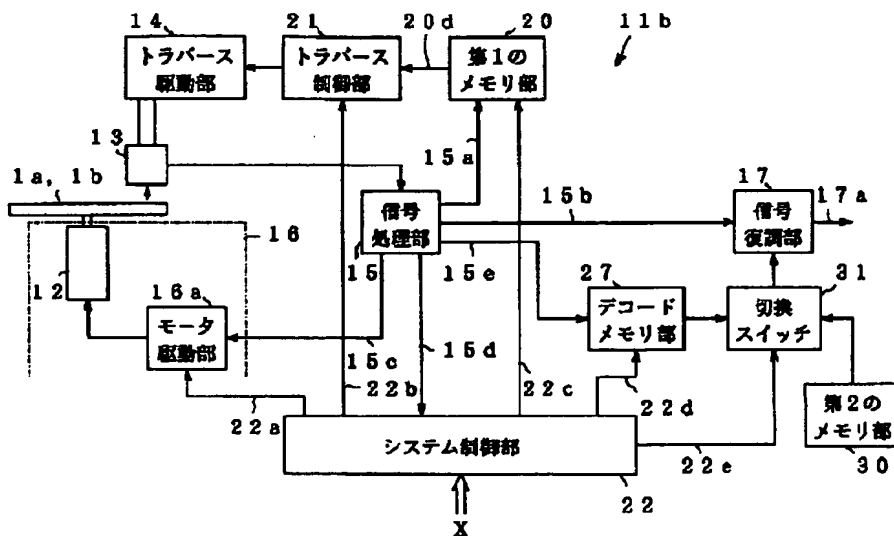 14
21
20d
20
11b
トラバース
駆動部
トラバース
制御部
第1の
メモリ部
13
15a
1a, 1b
15b
17
17a
信号
処理部
信号
復調部
16
15
15e
27
31
12
16a
デコード
メモリ部
切換
スイッチ
モータ
駆動部
15c
15d
22b
22c
22d
22a
第2の
メモリ部
システム制御部
22e
30
22
X